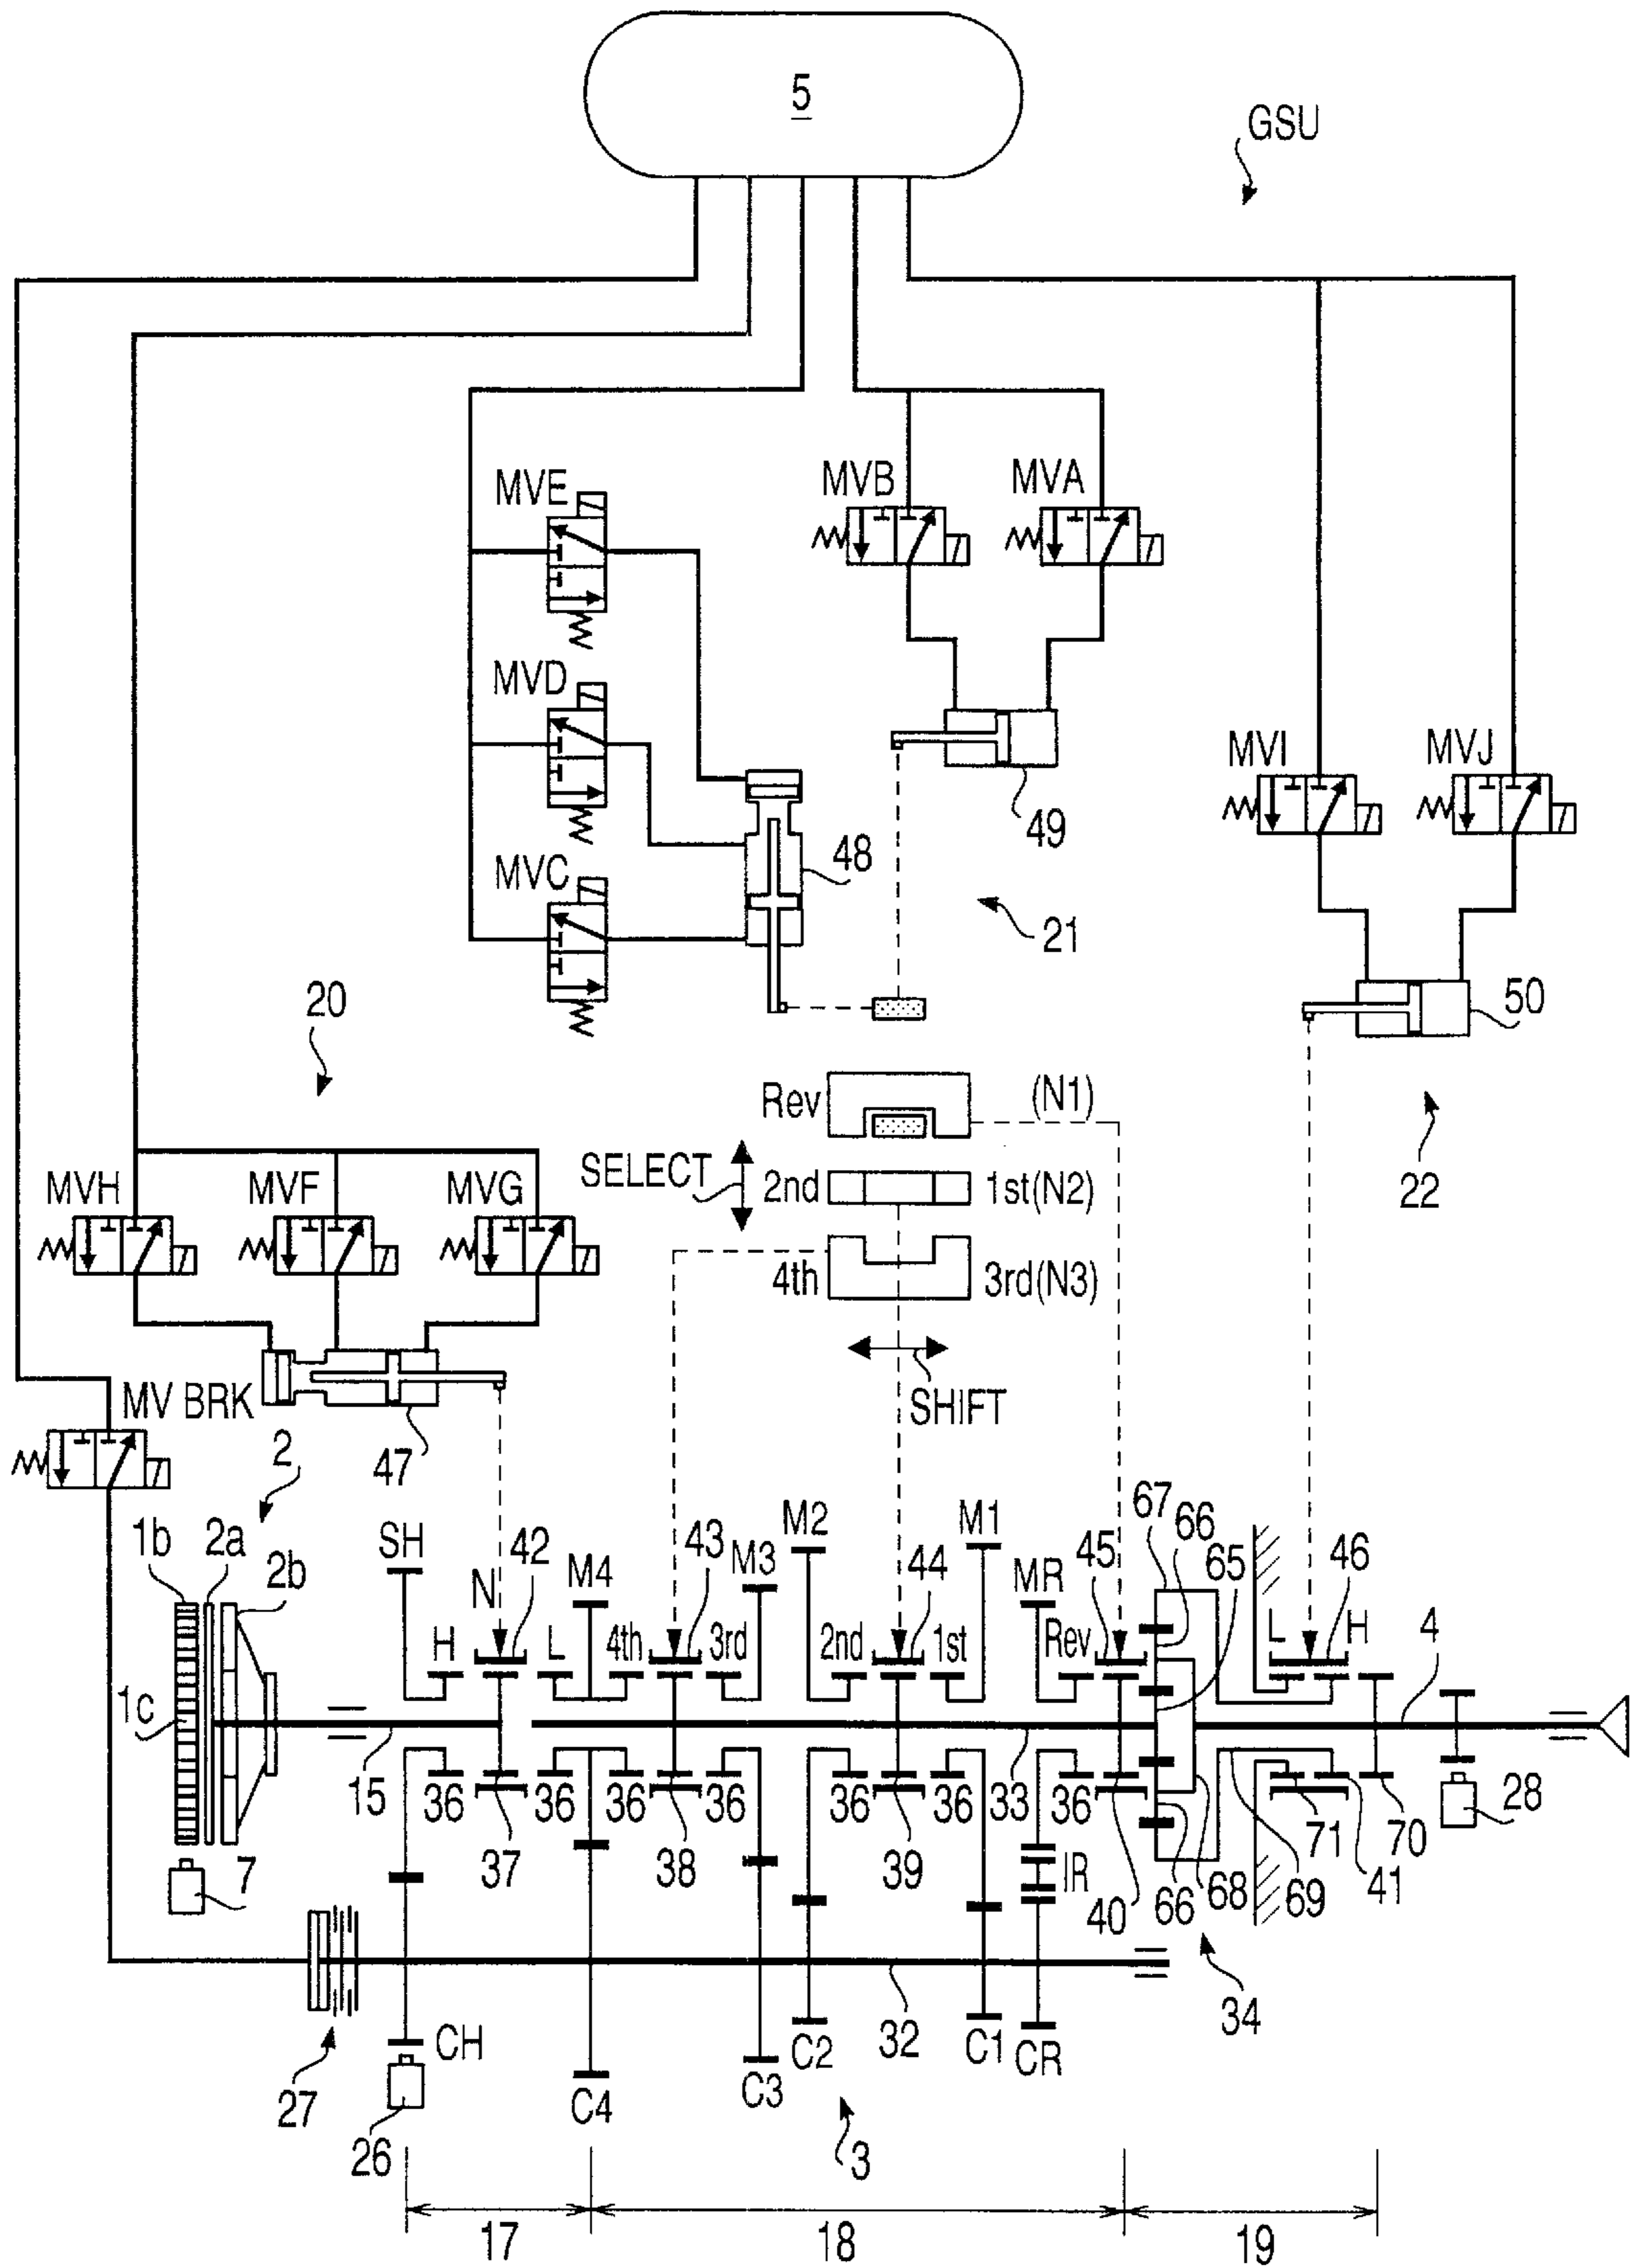 5
GSU
MVE
MVB
MVA
MVD
MVI
MVJ
49
48
MVC
21
20
50
Rev
(N1)
SELECT
2nd
1st(N2)
22
MVH
MVF
MVG
4th
3rd(N3)
SHIFT
MV BRK
47
2
67
1b
2a
SH
42
43
M2
M1
66
2b
N
M4
M3
44
MR
45
65
46
H
L
4th
3rd
2nd
1st
Rev
L
H
4
1c
15
36
36
36
36
36
36
33
36
71
70
28
7
37
38
39
IR
40
66
68
69
41
27
CH
32
34
26
C4
C3
C2
C1
CR
3
17
18
19